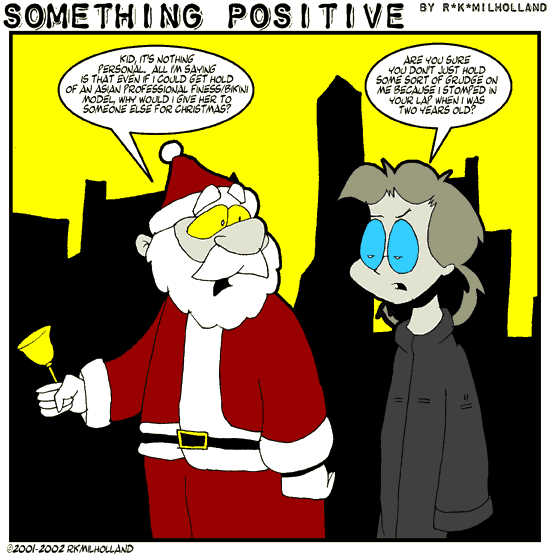 SOMETHING POSITIVE BY R*K*MILHOLLAND
KID, IT'S NOTHING
PERSONAL. ALL I'M SAYING
IS THAT EVEN IF I COULD GET HOLD
OF AN ASIAN PROFESSIONAL FINESS/BIKINI
MODEL, WHY WOULD I GIVE HER TO
SOMEONE ELSE FOR CHRISTMAS?
ARE YOU SURE
YOU DON'T JUST HOLD
SOME SORT OF GRUDGE ON
ME BECAUSE I STOMPED IN
YOUR LAP WHEN I WAS
TWO YEARS OLD?
©2001-2002 RKMILHOLLAND